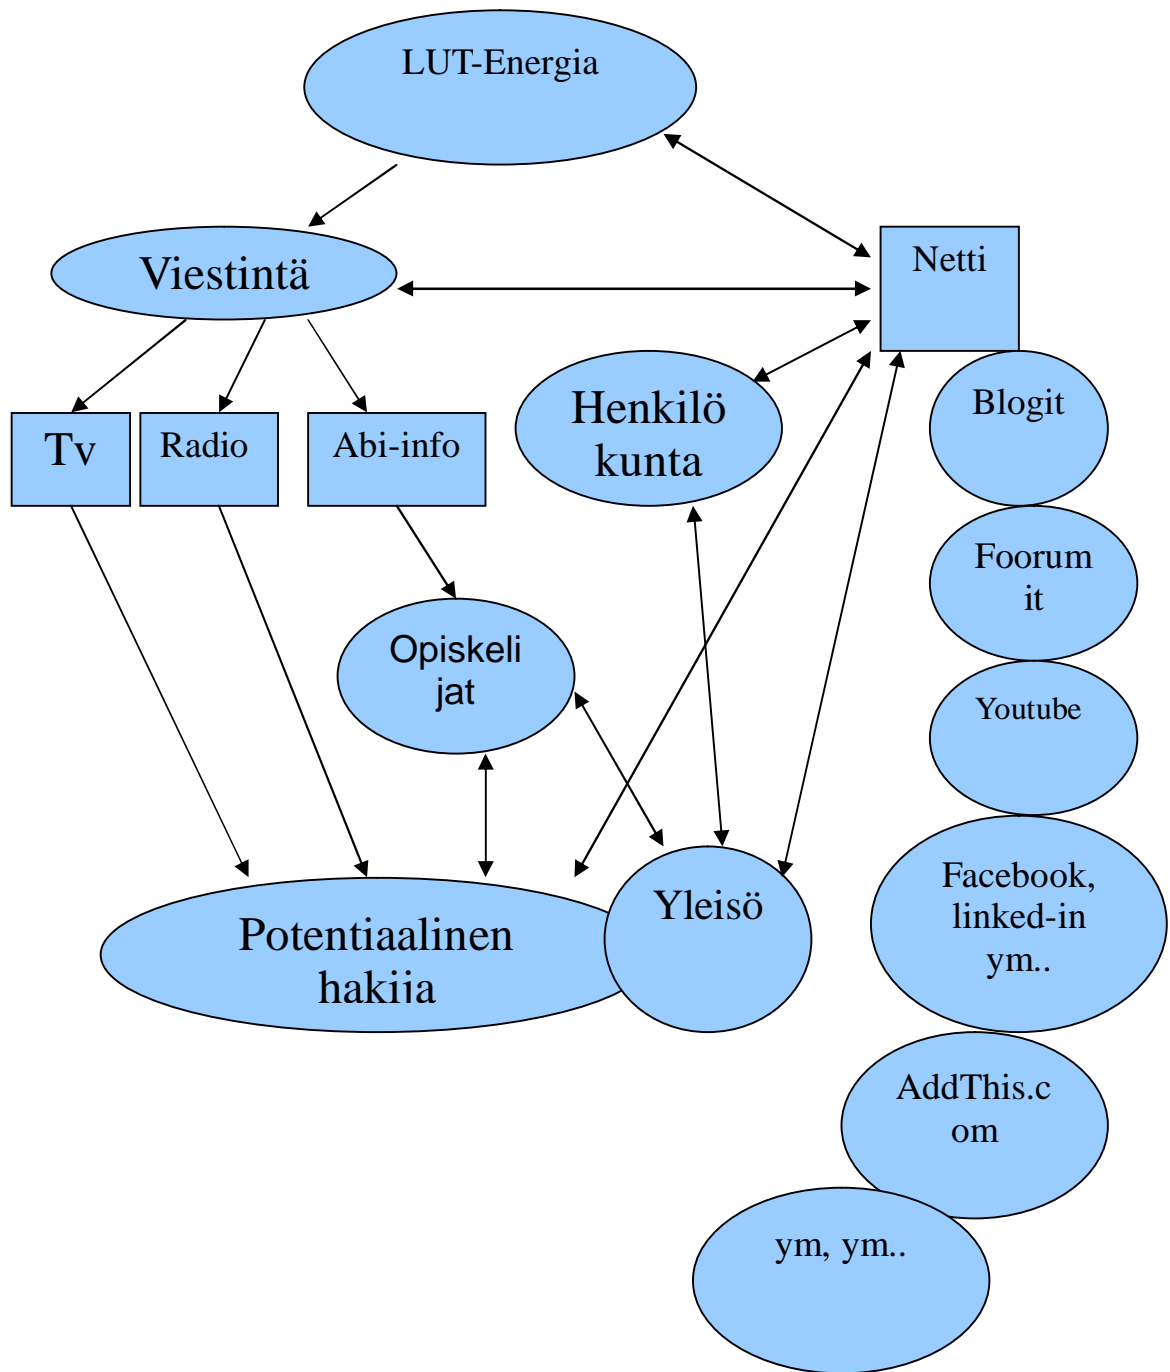 LUT-Energia
Viestintä
Netti
Tv
Radio
Abi-info
Henkilö
kunta
Blogit
Foorum
it
Opiskeli
jat
Youtube
Potentiaalinen
hakija
Yleisö
Facebook,
linked-in
ym..
AddThis.c
om
ym, ym..